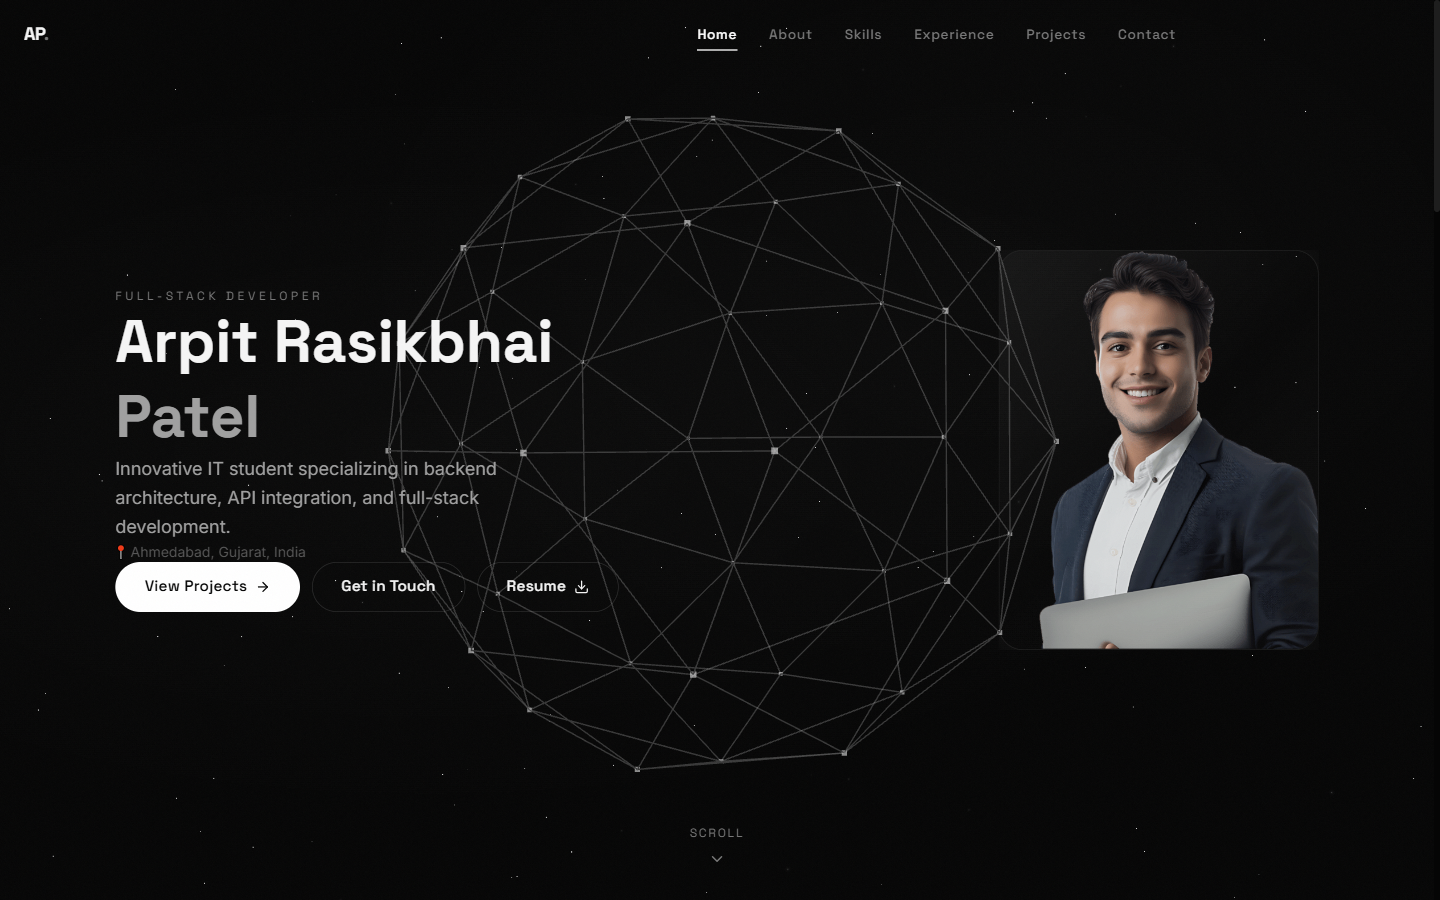 AP.
Home
About
Skills
Experience
Projects
Contact
FULL-STACK DEVELOPER
Arpit Rasikbhai
Patel
Innovative IT student specializing in backend
architecture, API integration, and full-stack
development.
Ahmedabad, Gujarat, India
View Projects →
Get in Touch
Resume
SCROLL